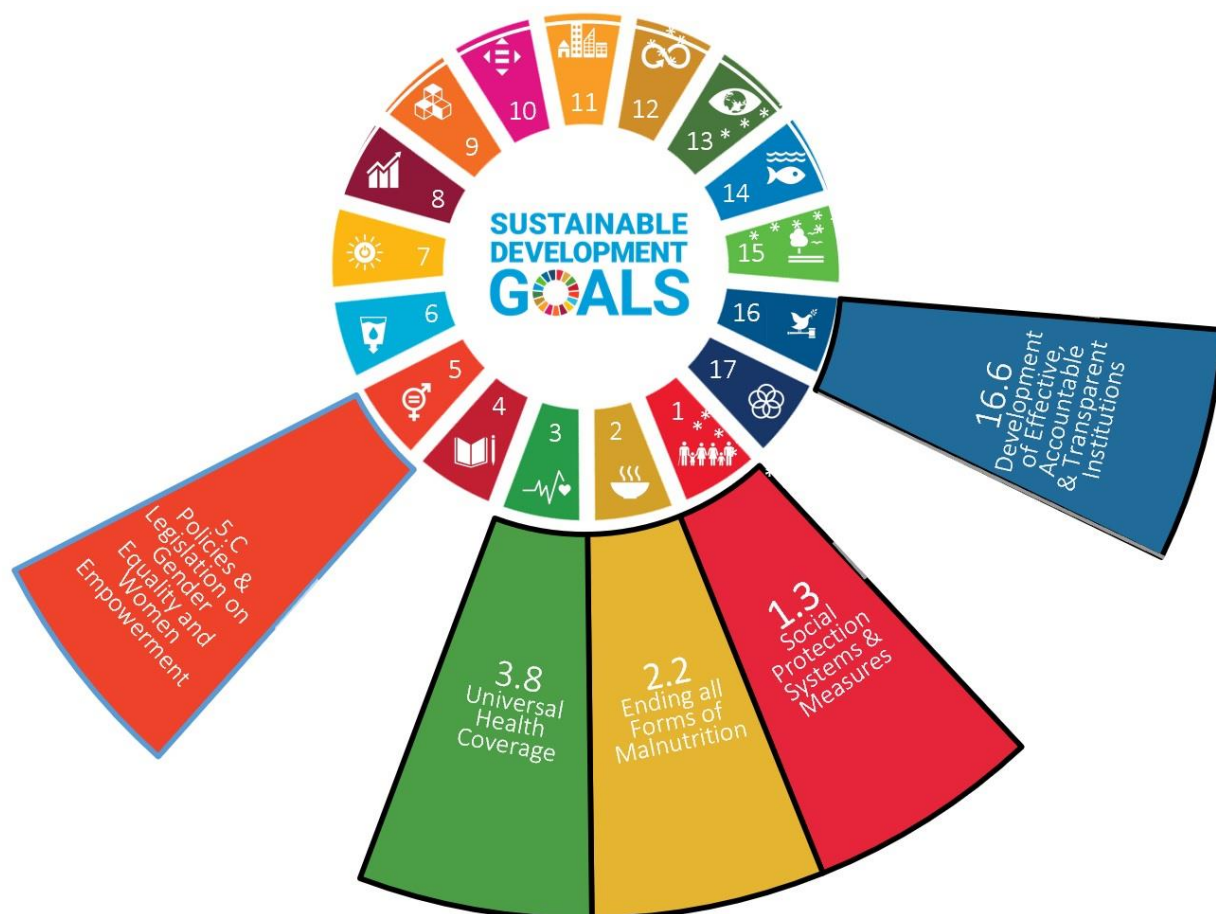 10
11
12
9
13
8
14
7
15
6
16
5
17
4
3
2
1
SUSTAINABLE
DEVELOPMENT
GOALS
16.6
Development
of Effective,
Accountable
& Transparent
Institutions
5.C
Policies &
Legislation on
Gender
Equality and
Women
Empowerment
3.8
Universal
Health
Coverage
2.2
Ending all
Forms of
Malnutrition
1.3
Social
Protection
Systems &
Measures